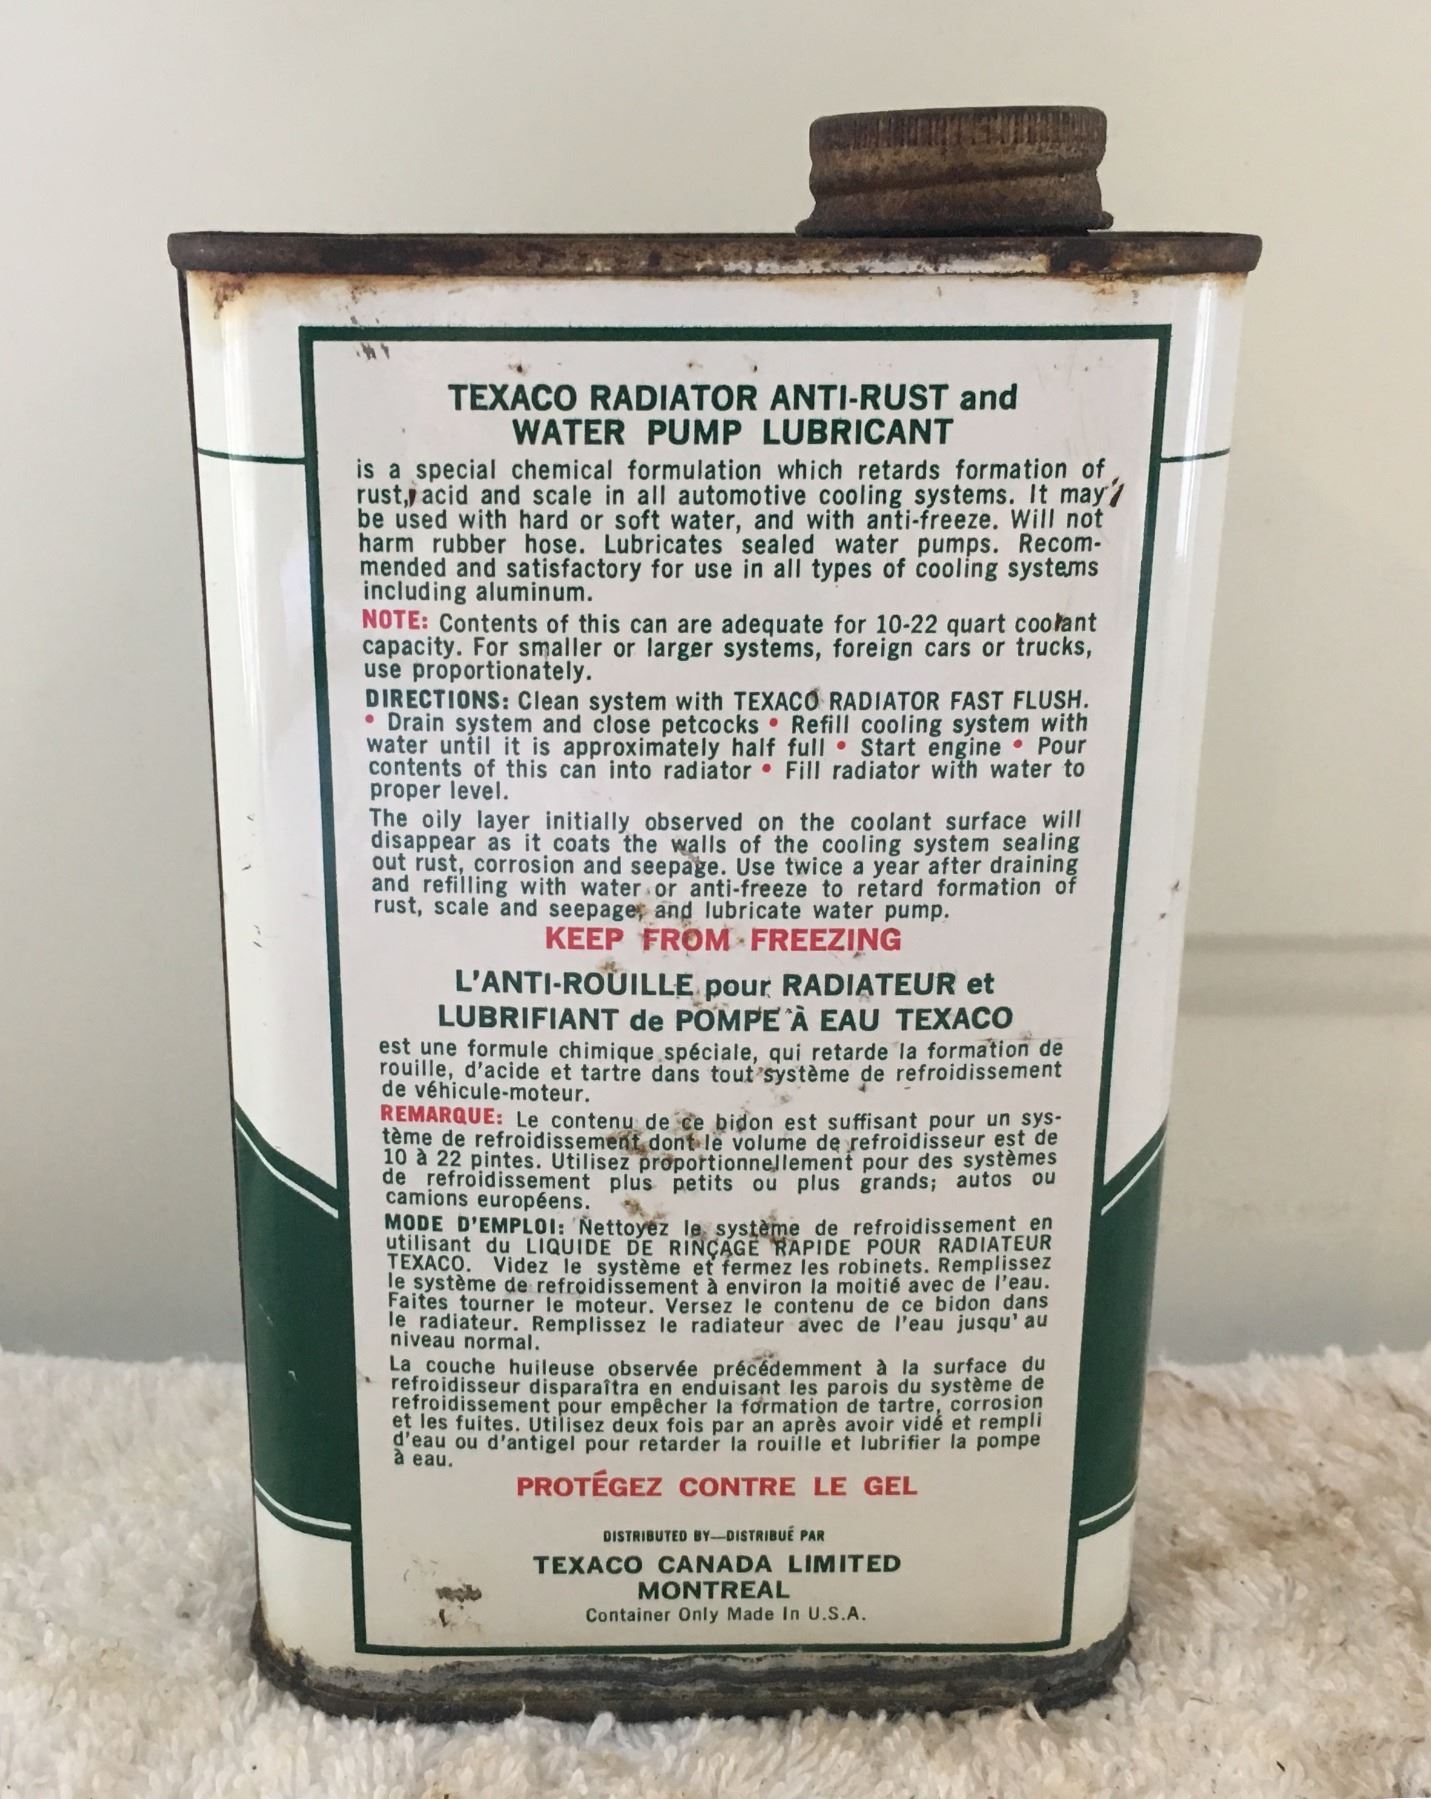 TEXACO RADIATOR ANTI-RUST and
WATER PUMP LUBRICANT
is a special chemical formulation which retards formation of
rust, acid and scale in all automotive cooling systems. It may
be used with hard or soft water, and with anti-freeze. Will not
harm rubber hose. Lubricates sealed water pumps. Recom-
mended and satisfactory for use in all types of cooling systems
including aluminum.
NOTE: Contents of this can are adequate for 10-22 quart coolant
capacity. For smaller or larger systems, foreign cars or trucks,
use proportionately.
DIRECTIONS: Clean system with TEXACO RADIATOR FAST FLUSH.
• Drain system and close petcocks • Refill cooling system with
water until it is approximately half full • Start engine • Pour
contents of this can into radiator • Fill radiator with water to
proper level.
The oily layer initially observed on the coolant surface will
disappear as it coats the walls of the cooling system sealing
out rust, corrosion and seepage. Use twice a year after draining
and refilling with water or anti-freeze to retard formation of
rust, scale and seepage, and lubricate water pump.
KEEP FROM FREEZING
L'ANTI-ROUILLE pour RADIATEUR et
LUBRIFIANT de POMPE À EAU TEXACO
est une formule chimique spéciale, qui retarde la formation de
rouille, d'acide et tartre dans tout système de refroidissement
de véhicule-moteur.
REMARQUE: Le contenu de ce bidon est suffisant pour un sys-
tème de refroidissement dont le volume de refroidisseur est de
10 à 22 pintes. Utilisez proportionnellement pour des systèmes
de refroidissement plus petits ou plus grands; autos ou
camions européens.
MODE D'EMPLOI: Nettoyez le système de refroidissement en
utilisant du LIQUIDE DE RINÇAGE RAPIDE POUR RADIATEUR
TEXACO. Videz le système et fermez les robinets. Remplissez
le système de refroidissement à environ la moitié avec de l'eau.
Faites tourner le moteur. Versez le contenu de ce bidon dans
le radiateur. Remplissez le radiateur avec de l'eau jusqu'au
niveau normal.
La couche huileuse observée précédemment à la surface du
refroidisseur disparaîtra en enduisant les parois du système de
refroidissement pour empêcher la formation de tartre, corrosion
et les fuites. Utilisez deux fois par an après avoir vidé et rempli
d'eau ou d'antigel pour retarder la rouille et lubrifier la pompe
à eau.
PROTÉGEZ CONTRE LE GEL
DISTRIBUTED BY—DISTRIBUÉ PAR
TEXACO CANADA LIMITED
MONTREAL
Container Only Made In U.S.A.